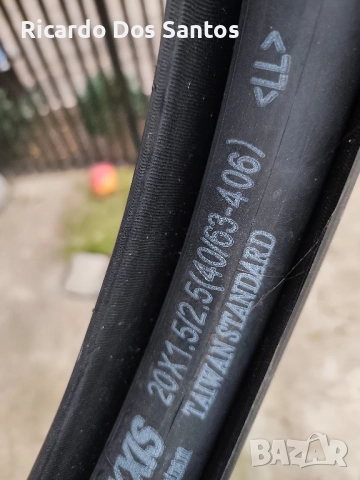 Ricardo Dos Santos
<LL>
20X1.5/2.5(40/63-406)
TAIWAN STANDARD
bazar